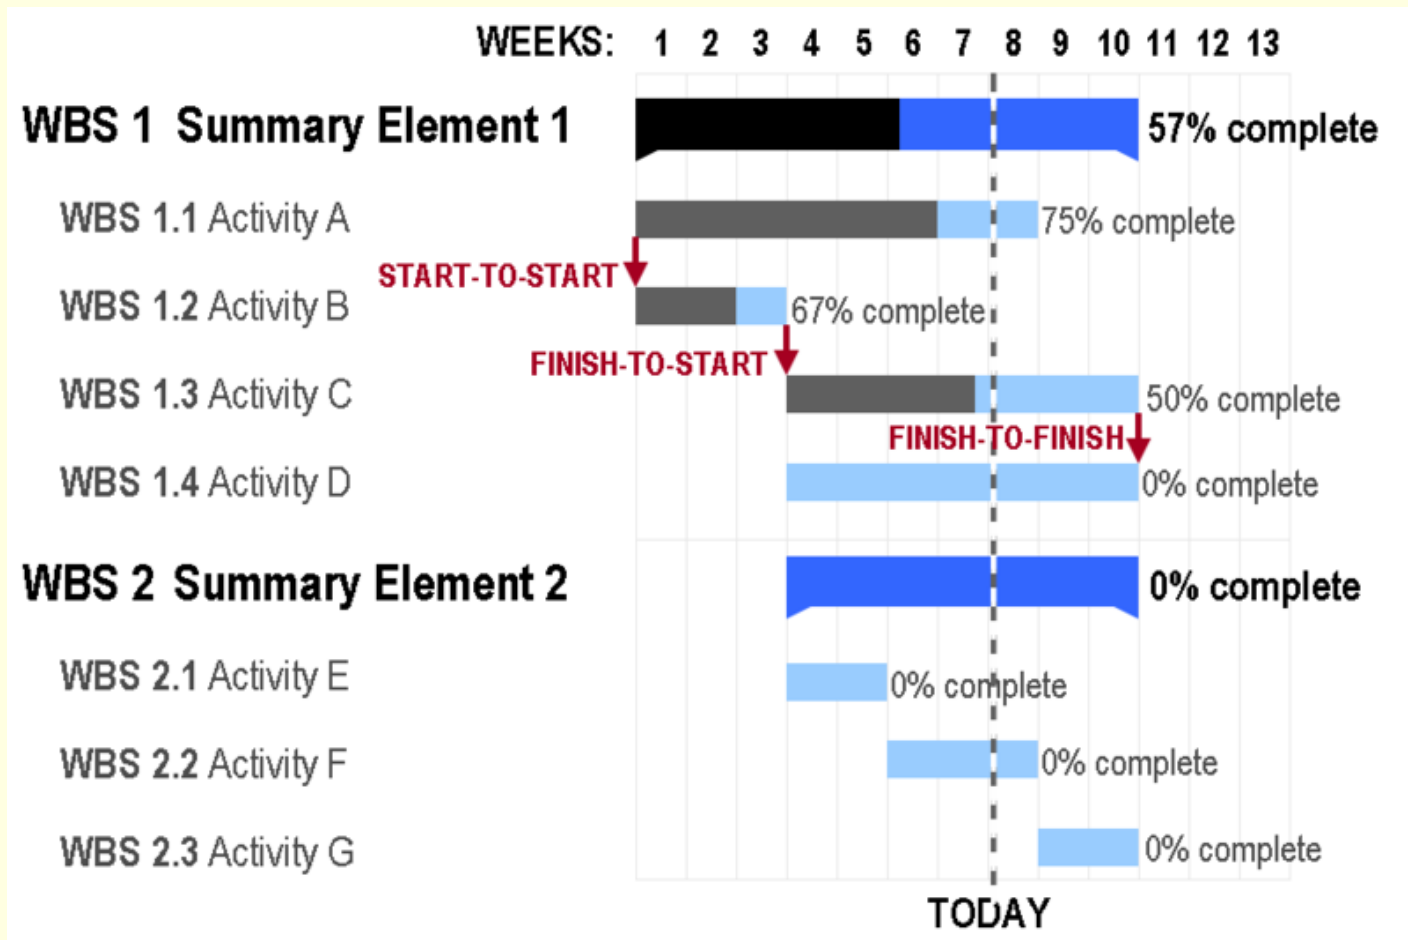 WEEKS: 1 2 3 4 5 6 7 8 9 10 11 12 13
WBS 1 Summary Element 1 57% complete
WBS 1.1 Activity A 75% complete
START-TO-START
WBS 1.2 Activity B 67% complete
FINISH-TO-START
WBS 1.3 Activity C 50% complete
FINISH-TO-FINISH
WBS 1.4 Activity D 0% complete
WBS 2 Summary Element 2 0% complete
WBS 2.1 Activity E 0% complete
WBS 2.2 Activity F 0% complete
WBS 2.3 Activity G 0% complete
TODAY